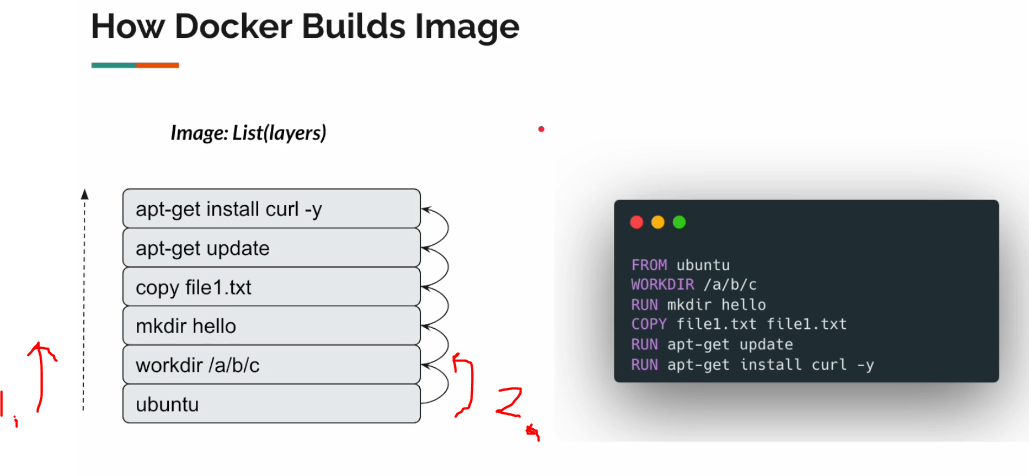 How Docker Builds Image
Image: List(layers)
apt-get install curl -y
apt-get update
copy file1.txt
mkdir hello
workdir /a/b/c
ubuntu
1.
2.
FROM ubuntu
WORKDIR /a/b/c
RUN mkdir hello
COPY file1.txt file1.txt
RUN apt-get update
RUN apt-get install curl -y